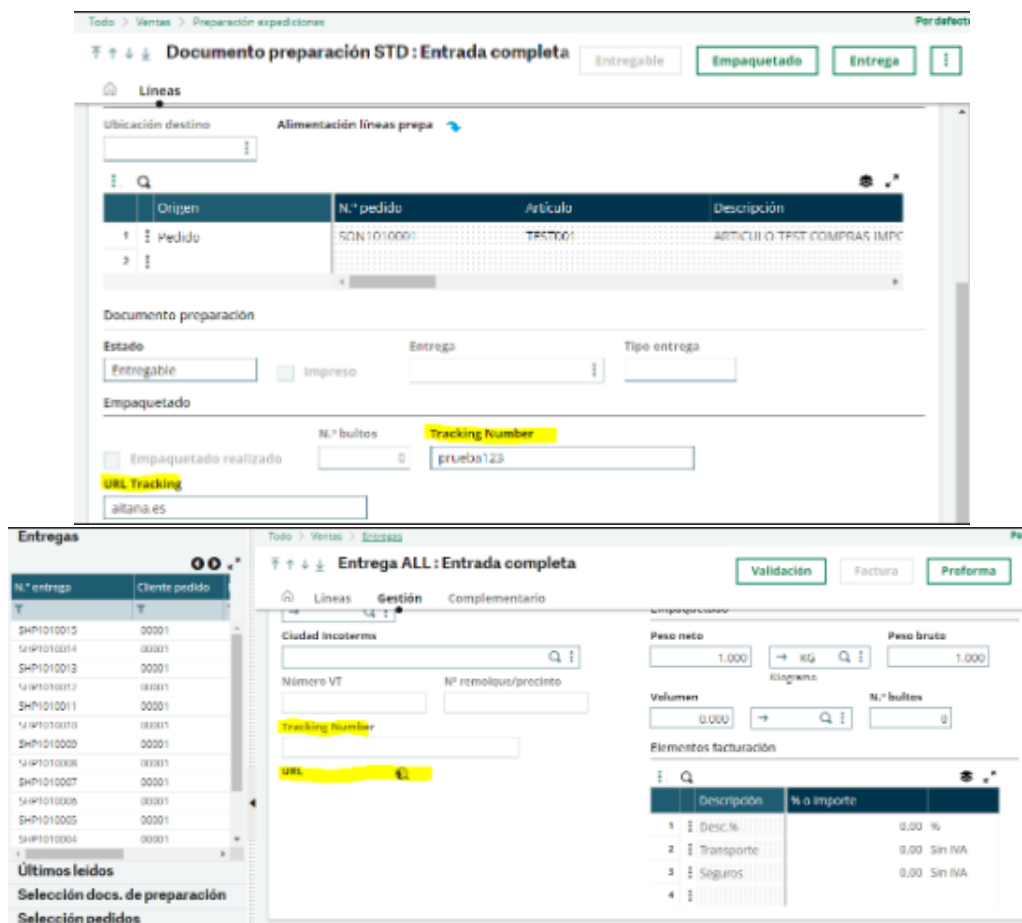 Todo > Ventas > Preparación expediciones
Por defecto
Documento preparación STD : Entrada completa
Entregable
Empaquetado
Entrega
Líneas
Ubicación destino
Alimentación líneas prepa
Origen N.º pedido Artículo Descripción
1 Pedido SON1010001 TEST001 ARTICULO TEST COMPRAS IMPO
2
Documento preparación
Estado Entrega Tipo entrega
Entregable Impreso
Empaquetado
N.º bultos Tracking Number
Empaquetado realizado 0 prueba123
URL Tracking
aitana.es
Entregas
N.º entrega Cliente pedido
SHP1010015 00001
SHP1010014 00001
SHP1010013 00001
SHP1010012 00001
SHP1010011 00001
SHP1010010 00001
SHP1010009 00001
SHP1010008 00001
SHP1010007 00001
SHP1010006 00001
SHP1010005 00001
SHP1010004 00001
Últimos leídos
Selección docs. de preparación
Selección pedidos
Todo > Ventas > Entregas
Entrega ALL : Entrada completa
Validación
Factura
Proforma
Líneas Gestión Complementario
Ciudad Incoterms
Número VT Nº remolque/precinto
Tracking Number
URL
Empaquetado
Peso neto Peso bruto
1.000 KG 1.000
Kilogramo
Volumen N.º bultos
0.000 0
Elementos facturación
Descripción % o importe
1 Desc.% 0,00 %
2 Transporte 0,00 Sin IVA
3 Seguros 0,00 Sin IVA
4